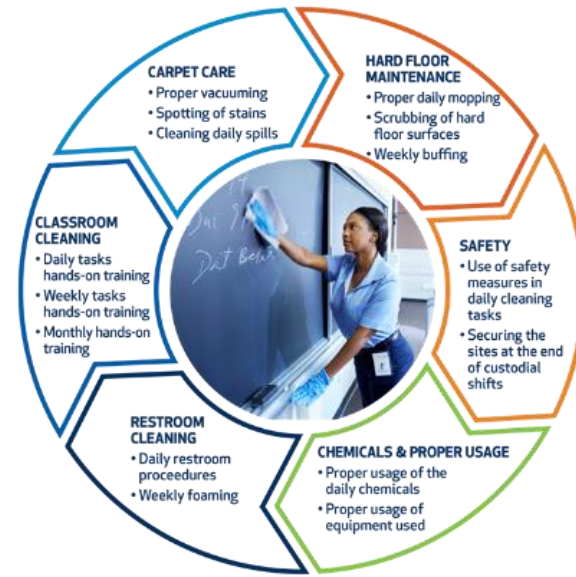 CARPET CARE
• Proper vacuuming
• Spotting of stains
• Cleaning daily spills
HARD FLOOR
MAINTENANCE
• Proper daily mopping
• Scrubbing of hard
floor surfaces
• Weekly buffing
SAFETY
• Use of safety
measures in
daily cleaning
tasks
• Securing the
sites at the end
of custodial
shifts
CHEMICALS & PROPER USAGE
• Proper usage of the
daily chemicals
• Proper usage of
equipment used
RESTROOM
CLEANING
• Daily restroom
proceedures
• Weekly foaming
CLASSROOM
CLEANING
• Daily tasks
hands-on training
• Weekly tasks
hands-on training
• Monthly hands-on
training